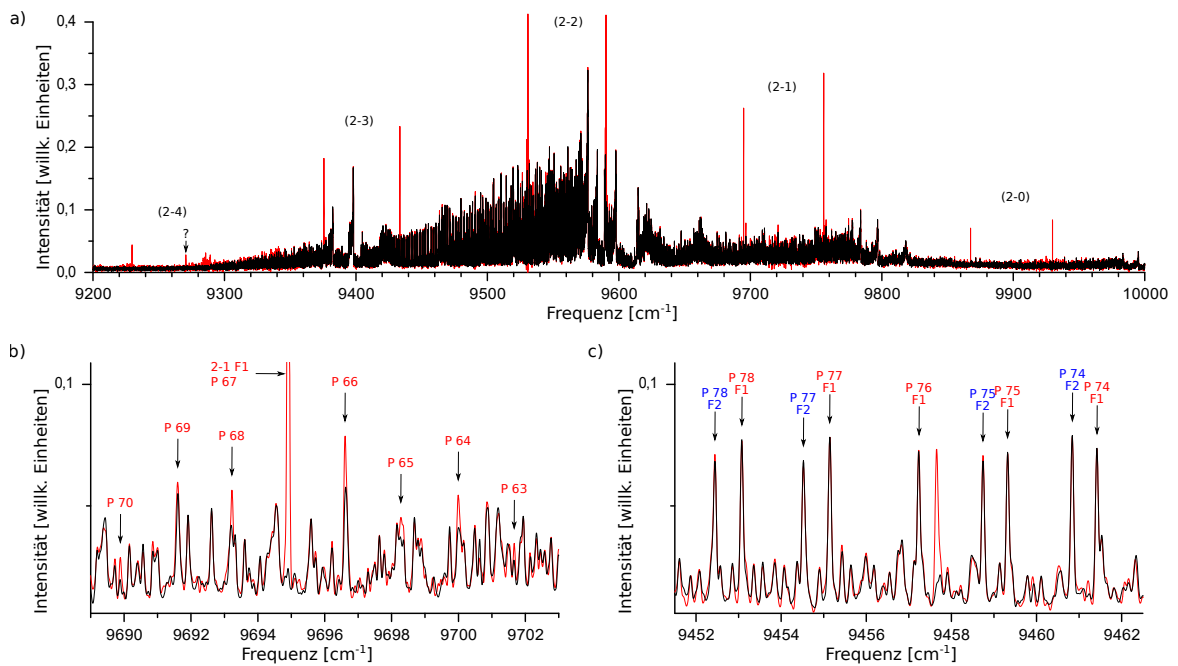 a)
Intensität [willk. Einheiten]
0,4
0,3
0,2
0,1
0,0
(2-4)
?
(2-3)
(2-2)
(2-1)
(2-0)
9200
9300
9400
9500
9600
9700
9800
9900
10000
Frequenz [cm-1]
b)
Intensität [willk. Einheiten]
0,1
2-1 F1
P 67
P 66
P 69
P 68
P 65
P 64
P 70
P 63
9690
9692
9694
9696
9698
9700
9702
Frequenz [cm-1]
c)
Intensität [willk. Einheiten]
0,1
P 78
F2
P 78
F1
P 77
F2
P 77
F1
P 76
F1
P 75
F2
P 75
F1
P 74
F2
P 74
F1
9452
9454
9456
9458
9460
9462
Frequenz [cm-1]